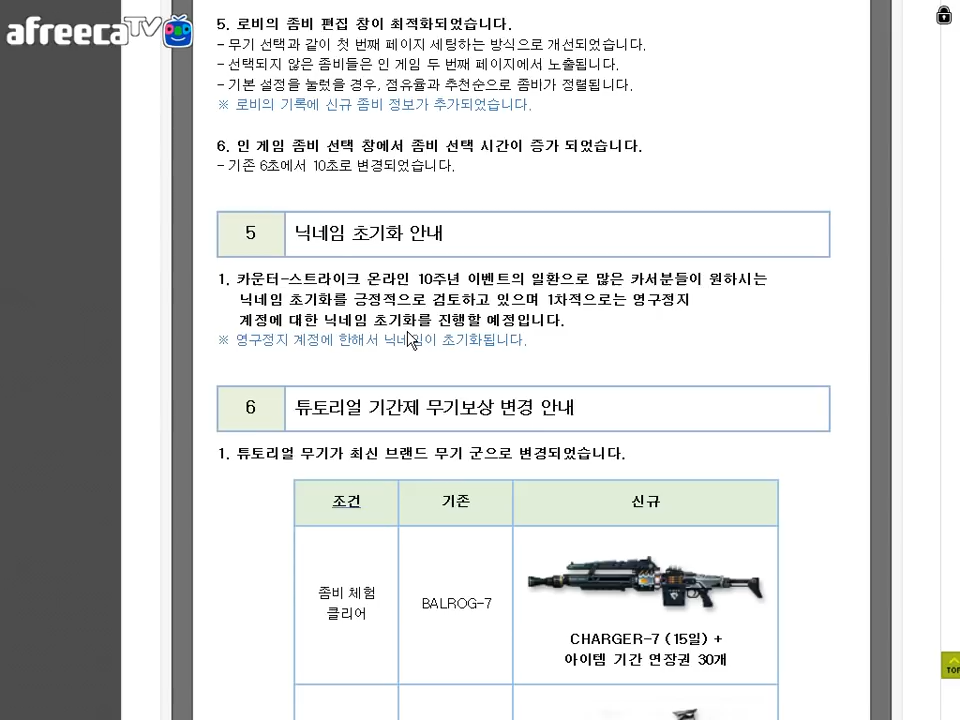 afreecaTV
5. 로비의 좀비 편집 창이 최적화되었습니다.
- 무기 선택과 같이 첫 번째 페이지 세팅하는 방식으로 개선되었습니다.
- 선택되지 않은 좀비들은 인 게임 두 번째 페이지에서 노출됩니다.
- 기본 설정을 눌렀을 경우, 점유율과 추천순으로 좀비가 정렬됩니다.
※ 로비의 기록에 신규 좀비 정보가 추가되었습니다.
6. 인 게임 좀비 선택 창에서 좀비 선택 시간이 증가 되었습니다.
- 기존 6초에서 10초로 변경되었습니다.
5 닉네임 초기화 안내
1. 카운터-스트라이크 온라인 10주년 이벤트의 일환으로 많은 카서분들이 원하시는
닉네임 초기화를 긍정적으로 검토하고 있으며 1차적으로는 영구정지
계정에 대한 닉네임 초기화를 진행할 예정입니다.
※ 영구정지 계정에 한해서 닉네임이 초기화됩니다.
6 튜토리얼 기간제 무기보상 변경 안내
1. 튜토리얼 무기가 최신 브랜드 무기 군으로 변경되었습니다.
조건 기존 신규
좀비 체험
클리어
BALROG-7
CHARGER-7 (15일) +
아이템 기간 연장권 30개
TOP